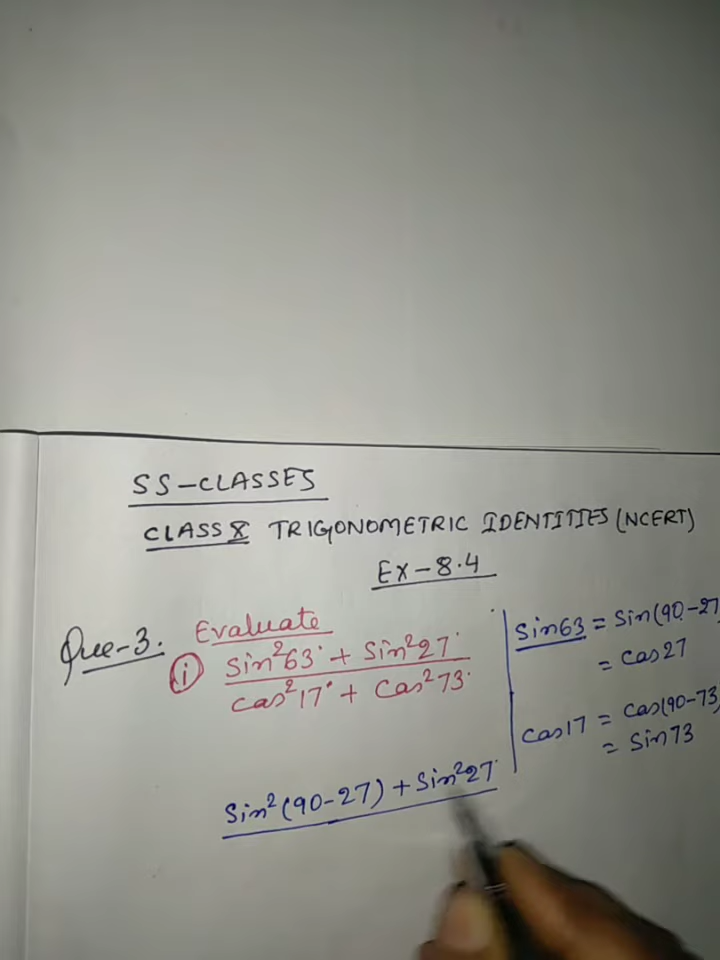 SS-CLASSES
CLASS X TRIGONOMETRIC IDENTITIES (NCERT)
EX-8.4
Que-3. Evaluate
(i) Sin²63° + Sin²27°
Cos²17° + Cos²73°
Sin63 = Sin(90-27
= Cos27
Cos17 = Cos(90-73)
= Sin73
Sin²(90-27) + Sin²27°